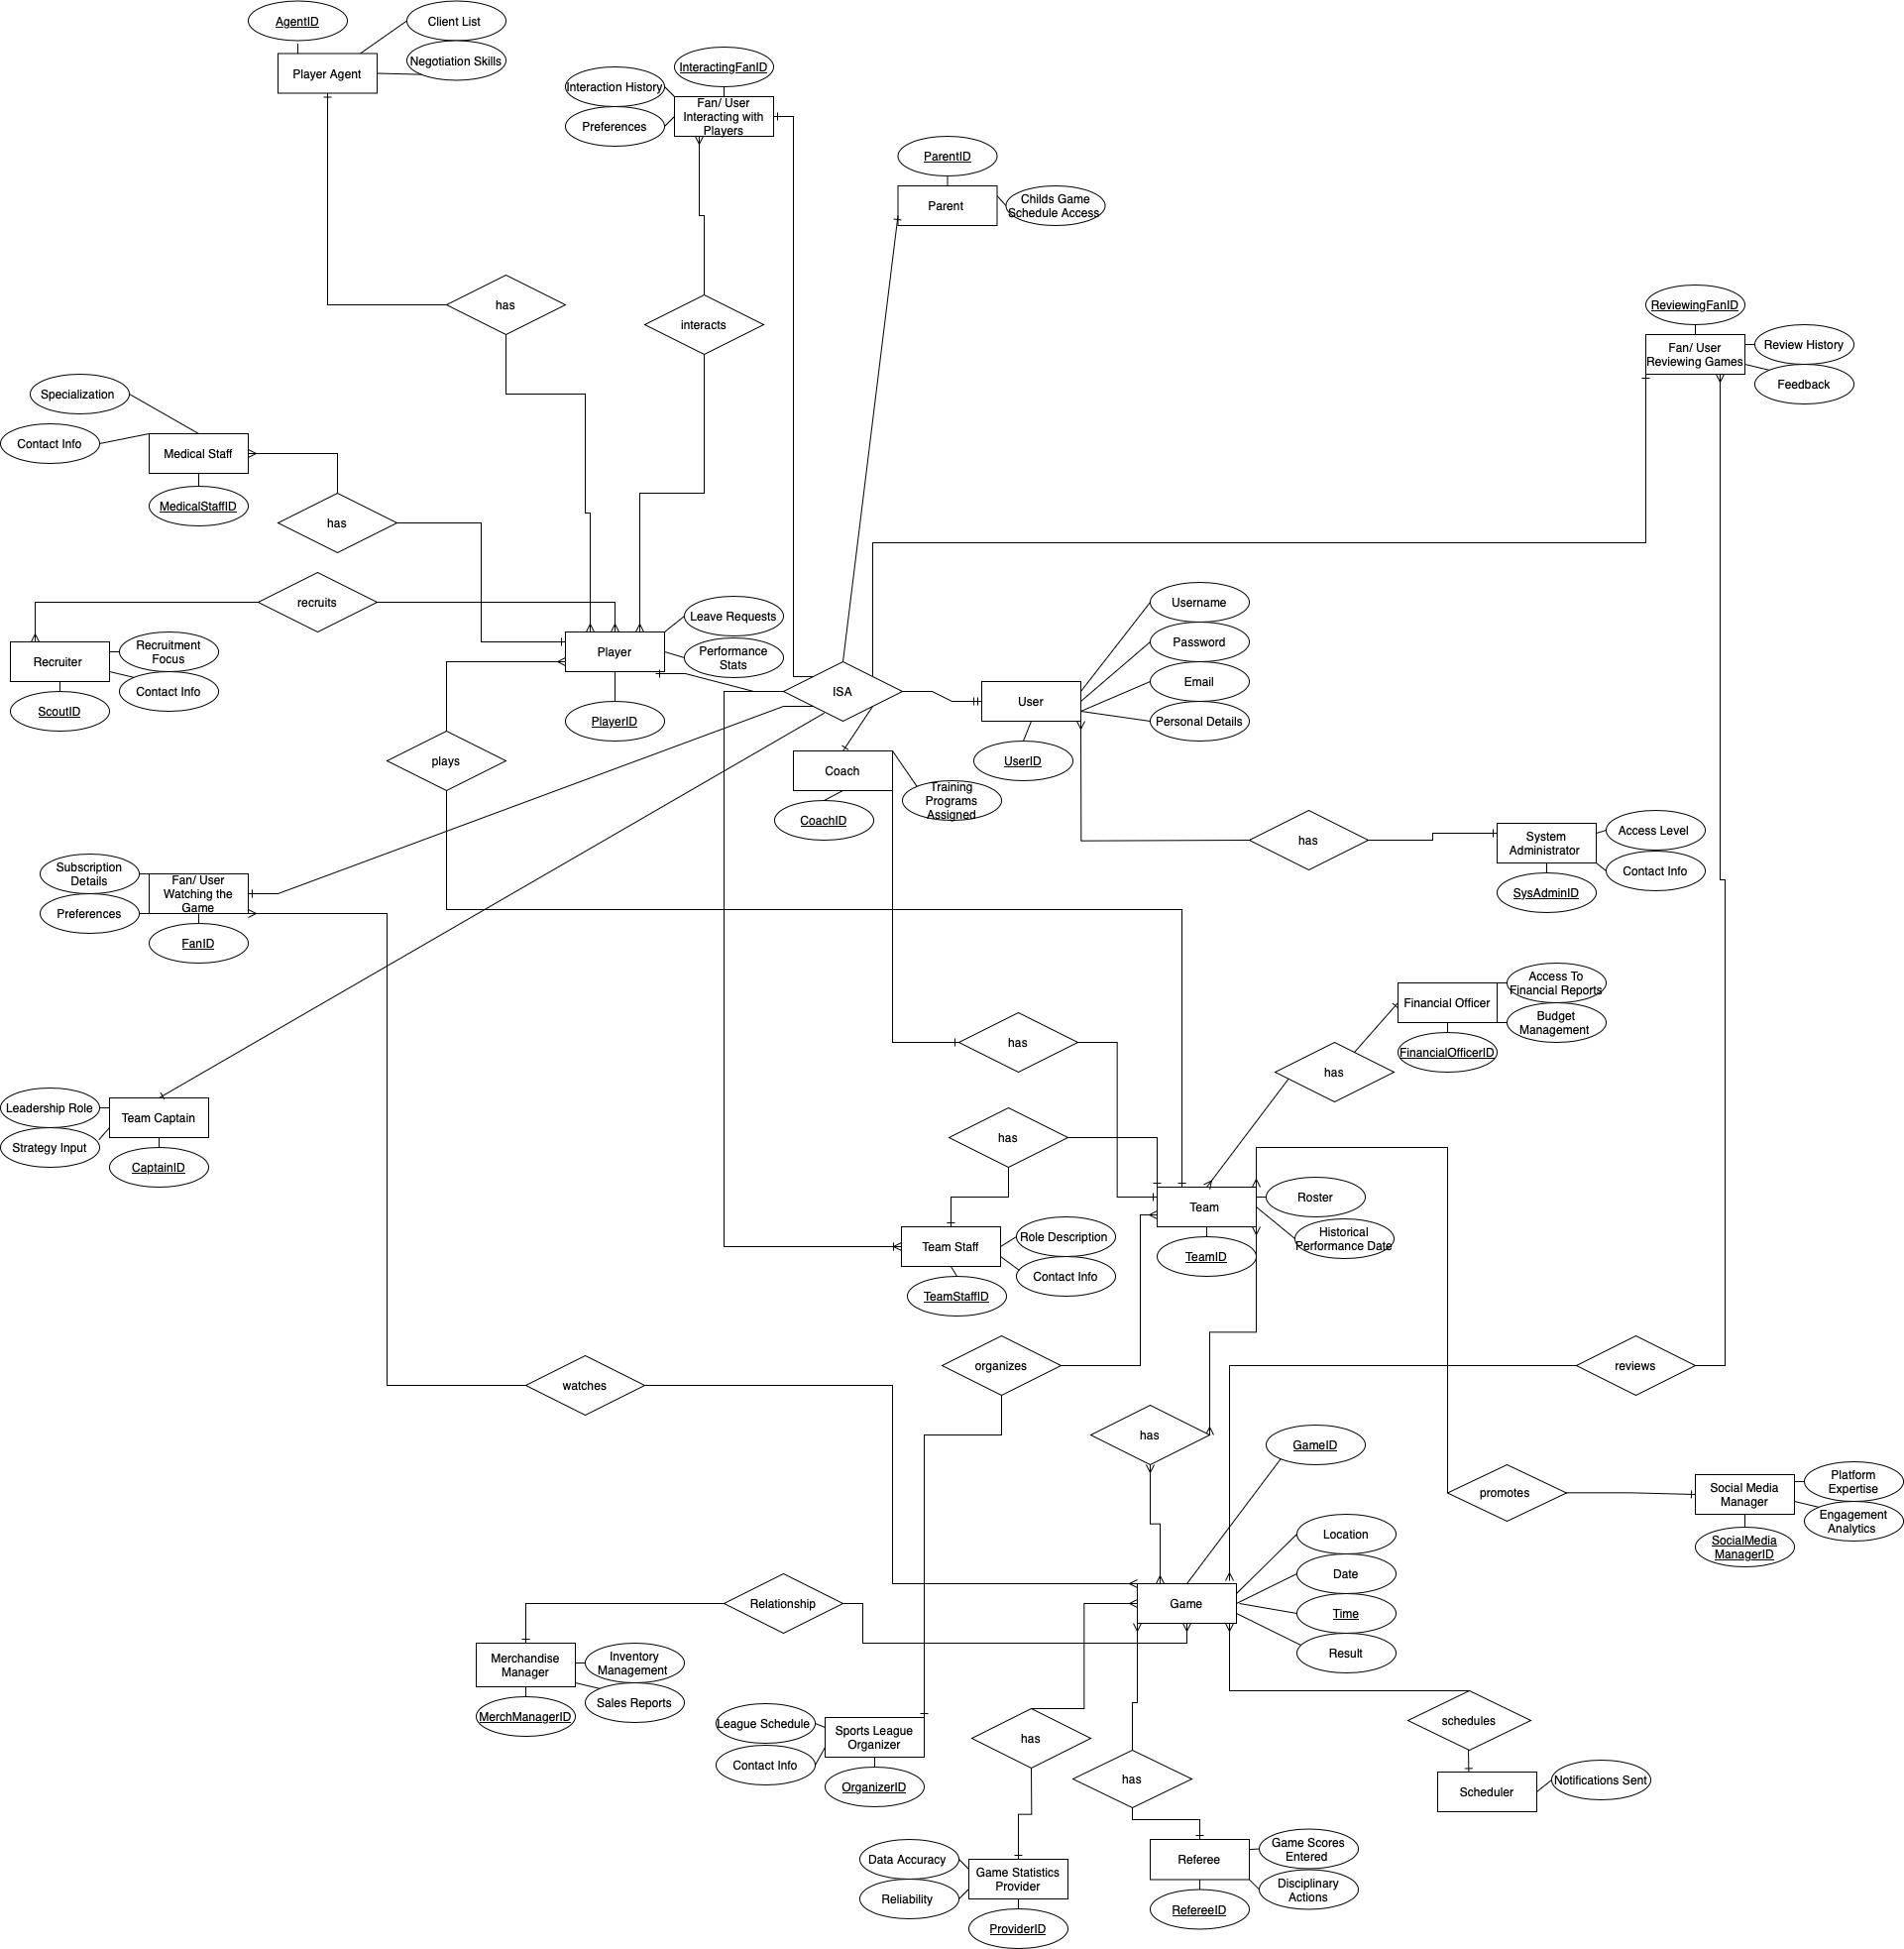 AgentID
Client List
Negotiation Skills
Player Agent
InteractingFanID
Interaction History
Preferences
Fan/ User
Interacting with
Players
ParentID
Parent
Childs Game
Schedule Access
has
interacts
ReviewingFanID
Fan/ User
Reviewing Games
Review History
Feedback
Specialization
Contact Info
Medical Staff
MedicalStaffID
has
recruits
Recruiter
Recruitment
Focus
Contact Info
ScoutID
Player
Leave Requests
Performance
Stats
PlayerID
ISA
User
Username
Password
Email
Personal Details
UserID
plays
Coach
CoachID
Training
Programs
Assigned
has
System
Administrator
Access Level
Contact Info
SysAdminID
Subscription
Details
Preferences
Fan/ User
Watching the
Game
FanID
Financial Officer
Access To
Financial Reports
Budget
Management
FinancialOfficerID
has
has
Leadership Role
Strategy Input
Team Captain
CaptainID
has
Team
Roster
Historical
Performance Date
TeamID
Team Staff
Role Description
Contact Info
TeamStaffID
organizes
reviews
watches
has
GameID
promotes
Social Media
Manager
Platform
Expertise
Engagement
Analytics
SocialMedia
ManagerID
Location
Date
Time
Result
Game
Relationship
Merchandise
Manager
Inventory
Management
Sales Reports
MerchManagerID
League Schedule
Contact Info
Sports League
Organizer
OrganizerID
has
has
schedules
Scheduler
Notifications Sent
Data Accuracy
Reliability
Game Statistics
Provider
ProviderID
Referee
Game Scores
Entered
Disciplinary
Actions
RefereeID